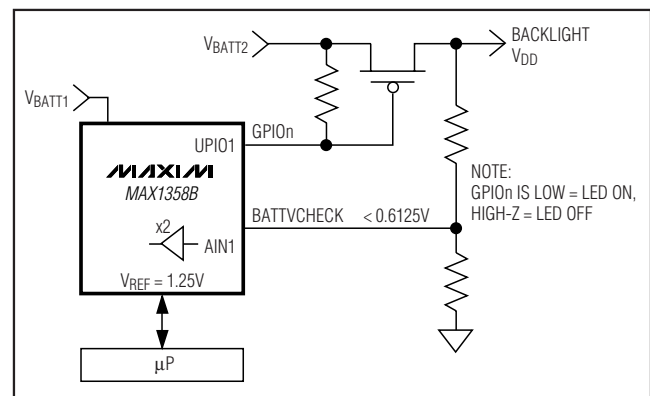 VBATT2
BACKLIGHT
VDD
VBATT1
GPIOn
UPIO1
MAXIM
MAX1358B
NOTE:
GPIOn IS LOW = LED ON,
HIGH-Z = LED OFF
BATTVCHECK < 0.6125V
x2
AIN1
VREF = 1.25V
µP